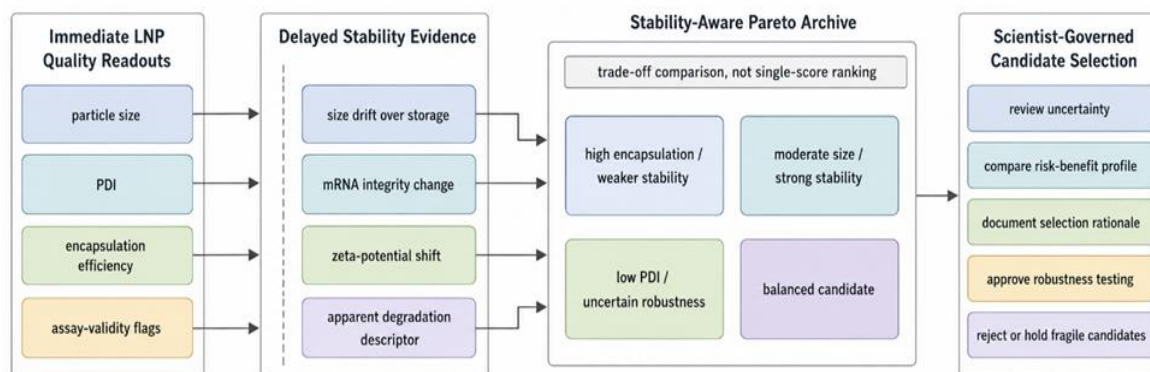 Immediate LNP
Quality Readouts
particle size
PDI
encapsulation
efficiency
assay-validity flags
Delayed Stability Evidence
size drift over storage
mRNA integrity change
zeta-potential shift
apparent degradation
descriptor
Stability-Aware Pareto Archive
trade-off comparison, not single-score ranking
high encapsulation /
weaker stability
moderate size /
strong stability
low PDI /
uncertain robustness
balanced candidate
Scientist-Governed
Candidate Selection
review uncertainty
compare risk-benefit profile
document selection rationale
approve robustness testing
reject or hold fragile candidates